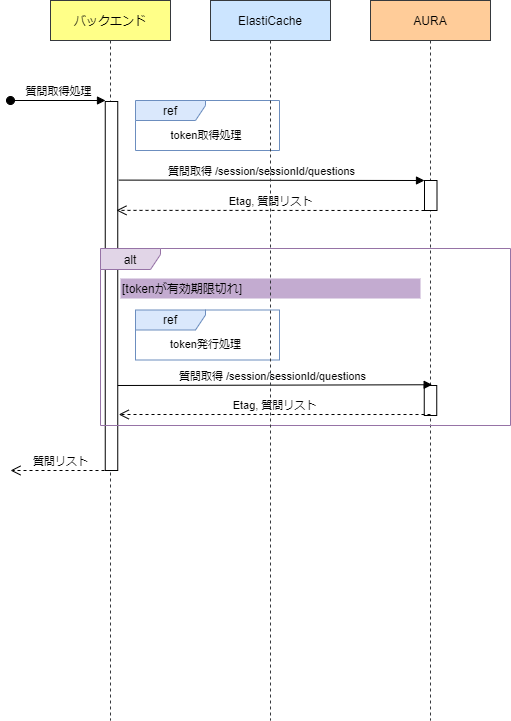 バックエンド
ElastiCache
AURA
質問取得処理
ref
token取得処理
質問取得 /session/sessionId/questions
Etag, 質問リスト
alt
[tokenが有効期限切れ]
ref
token発行処理
質問取得 /session/sessionId/questions
Etag, 質問リスト
質問リスト